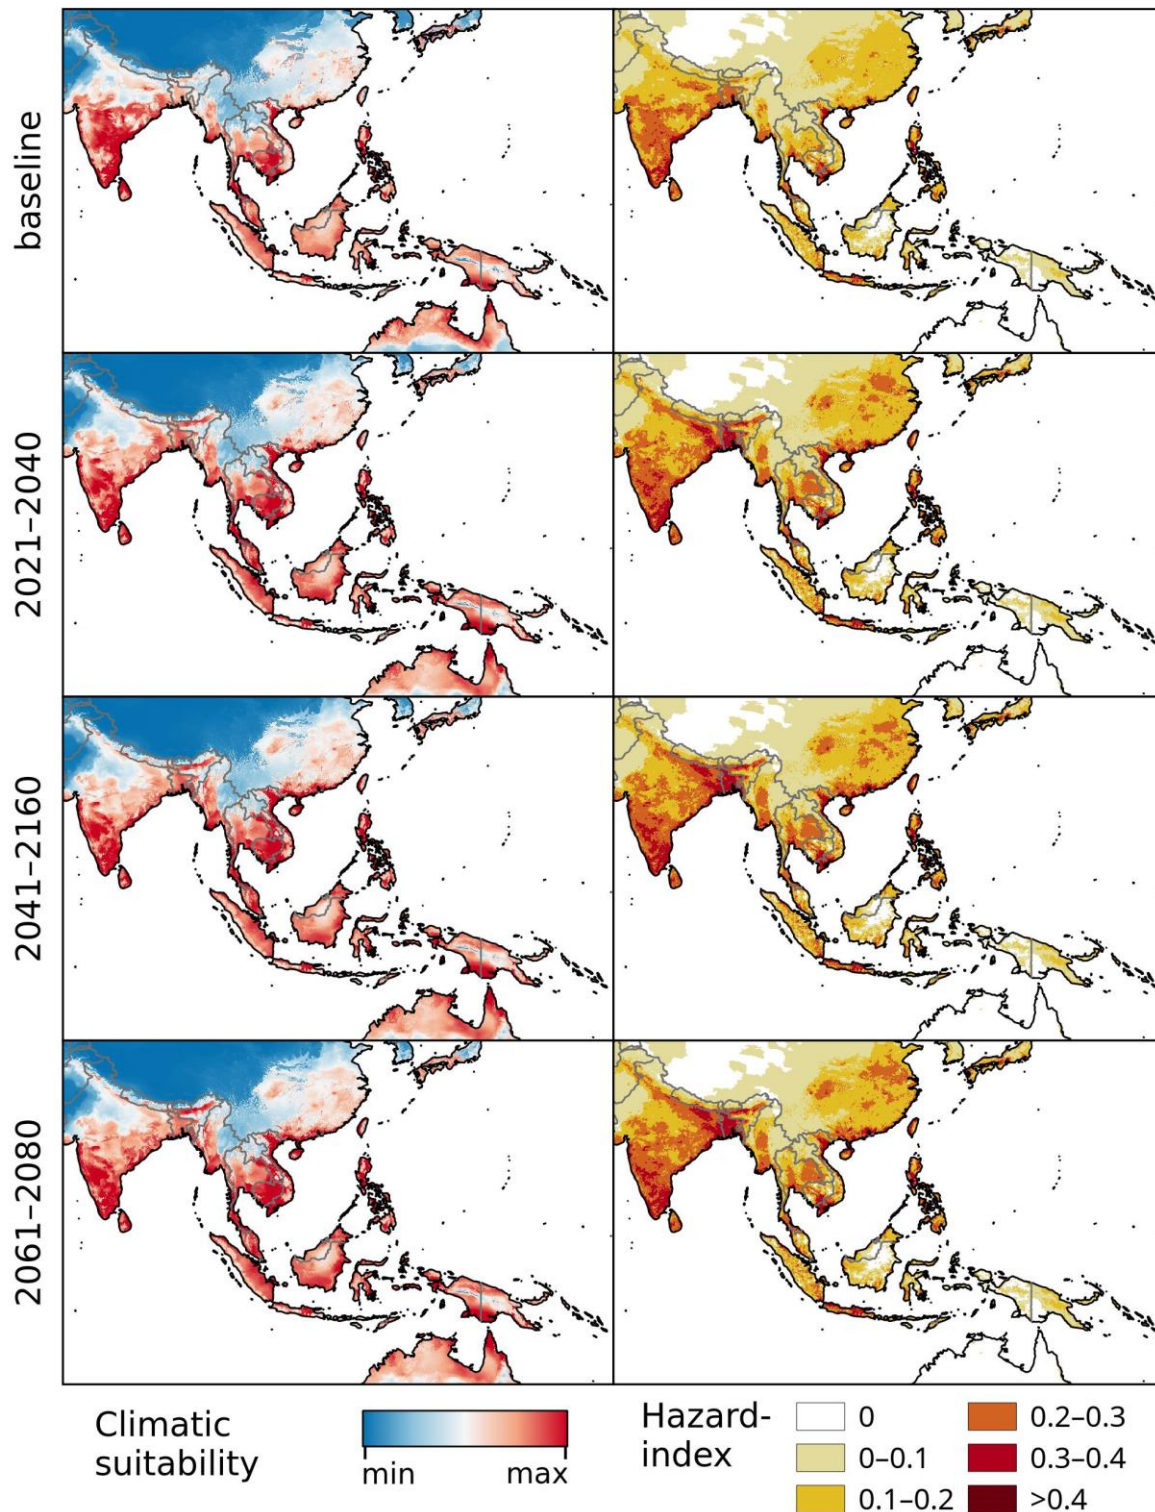 baseline
2021–2040
2041–2160
2061–2080
Climatic
suitability
min max
Hazard-
index
0
0–0.1
0.1–0.2
0.2–0.3
0.3–0.4
>0.4